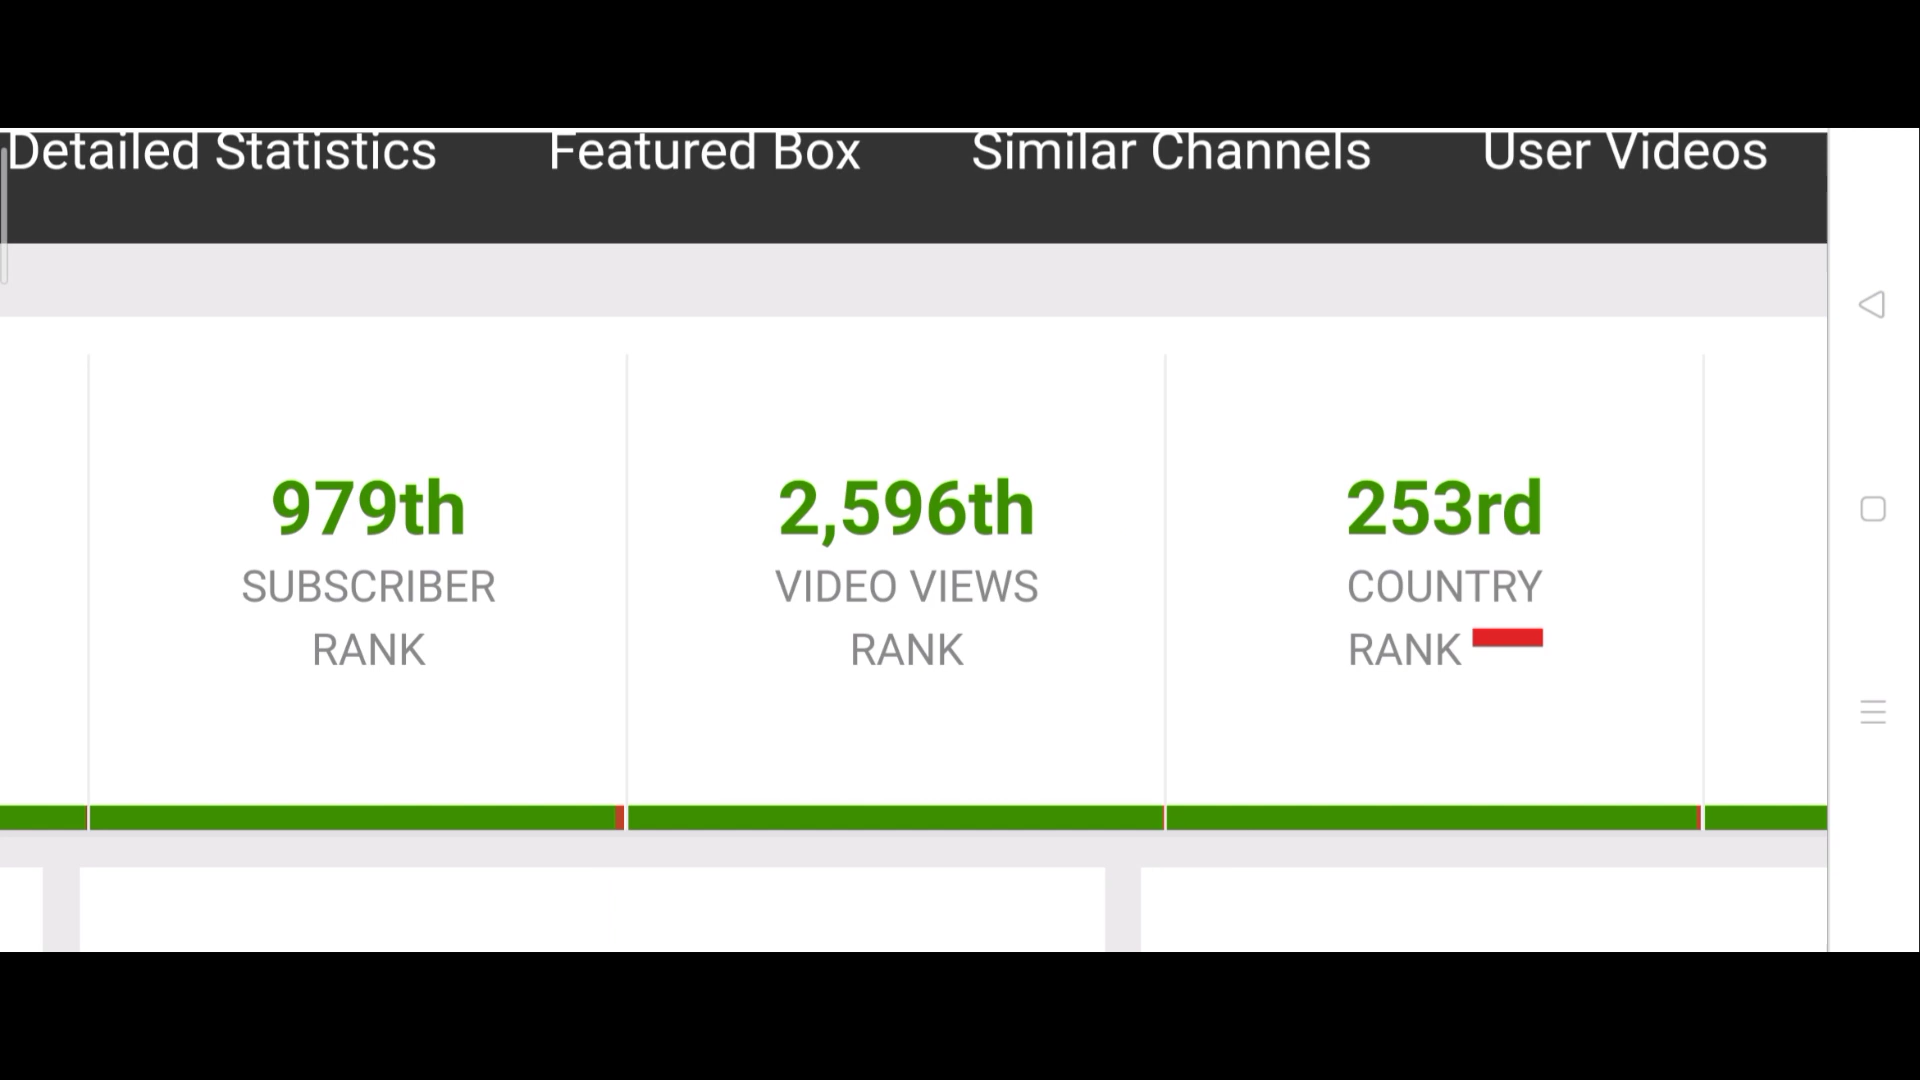 Detailed Statistics Featured Box Similar Channels User Videos
979th
SUBSCRIBER
RANK
2,596th
VIDEO VIEWS
RANK
253rd
COUNTRY
RANK